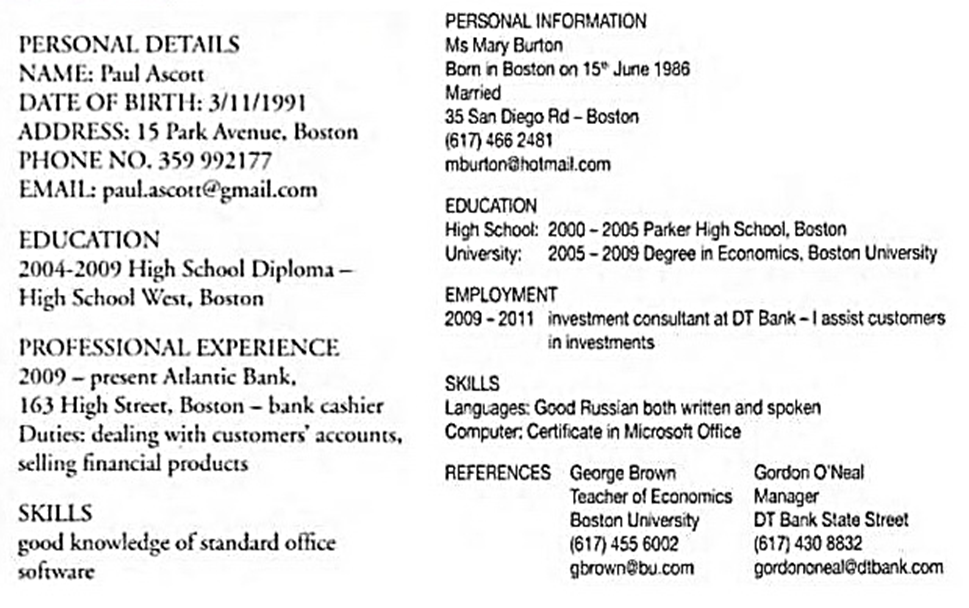 PERSONAL DETAILS
NAME: Paul Ascott
DATE OF BIRTH: 3/11/1991
ADDRESS: 15 Park Avenue, Boston
PHONE NO. 359 992177
EMAIL: paul.ascott@gmail.com
EDUCATION
2004-2009 High School Diploma –
High School West, Boston
PROFESSIONAL EXPERIENCE
2009 – present Atlantic Bank,
163 High Street, Boston – bank cashier
Duties: dealing with customers' accounts,
selling financial products
SKILLS
good knowledge of standard office
software
PERSONAL INFORMATION
Ms Mary Burton
Born in Boston on 15th June 1986
Married
35 San Diego Rd – Boston
(617) 466 2481
mburton@hotmail.com
EDUCATION
High School: 2000 – 2005 Parker High School, Boston
University: 2005 – 2009 Degree in Economics, Boston University
EMPLOYMENT
2009 – 2011 investment consultant at DT Bank – I assist customers
in investments
SKILLS
Languages: Good Russian both written and spoken
Computer: Certificate in Microsoft Office
REFERENCES George Brown Gordon O'Neal
Teacher of Economics Manager
Boston University DT Bank State Street
(617) 455 6002 (617) 430 8832
gbrown@bu.com gordononeal@dtbank.com